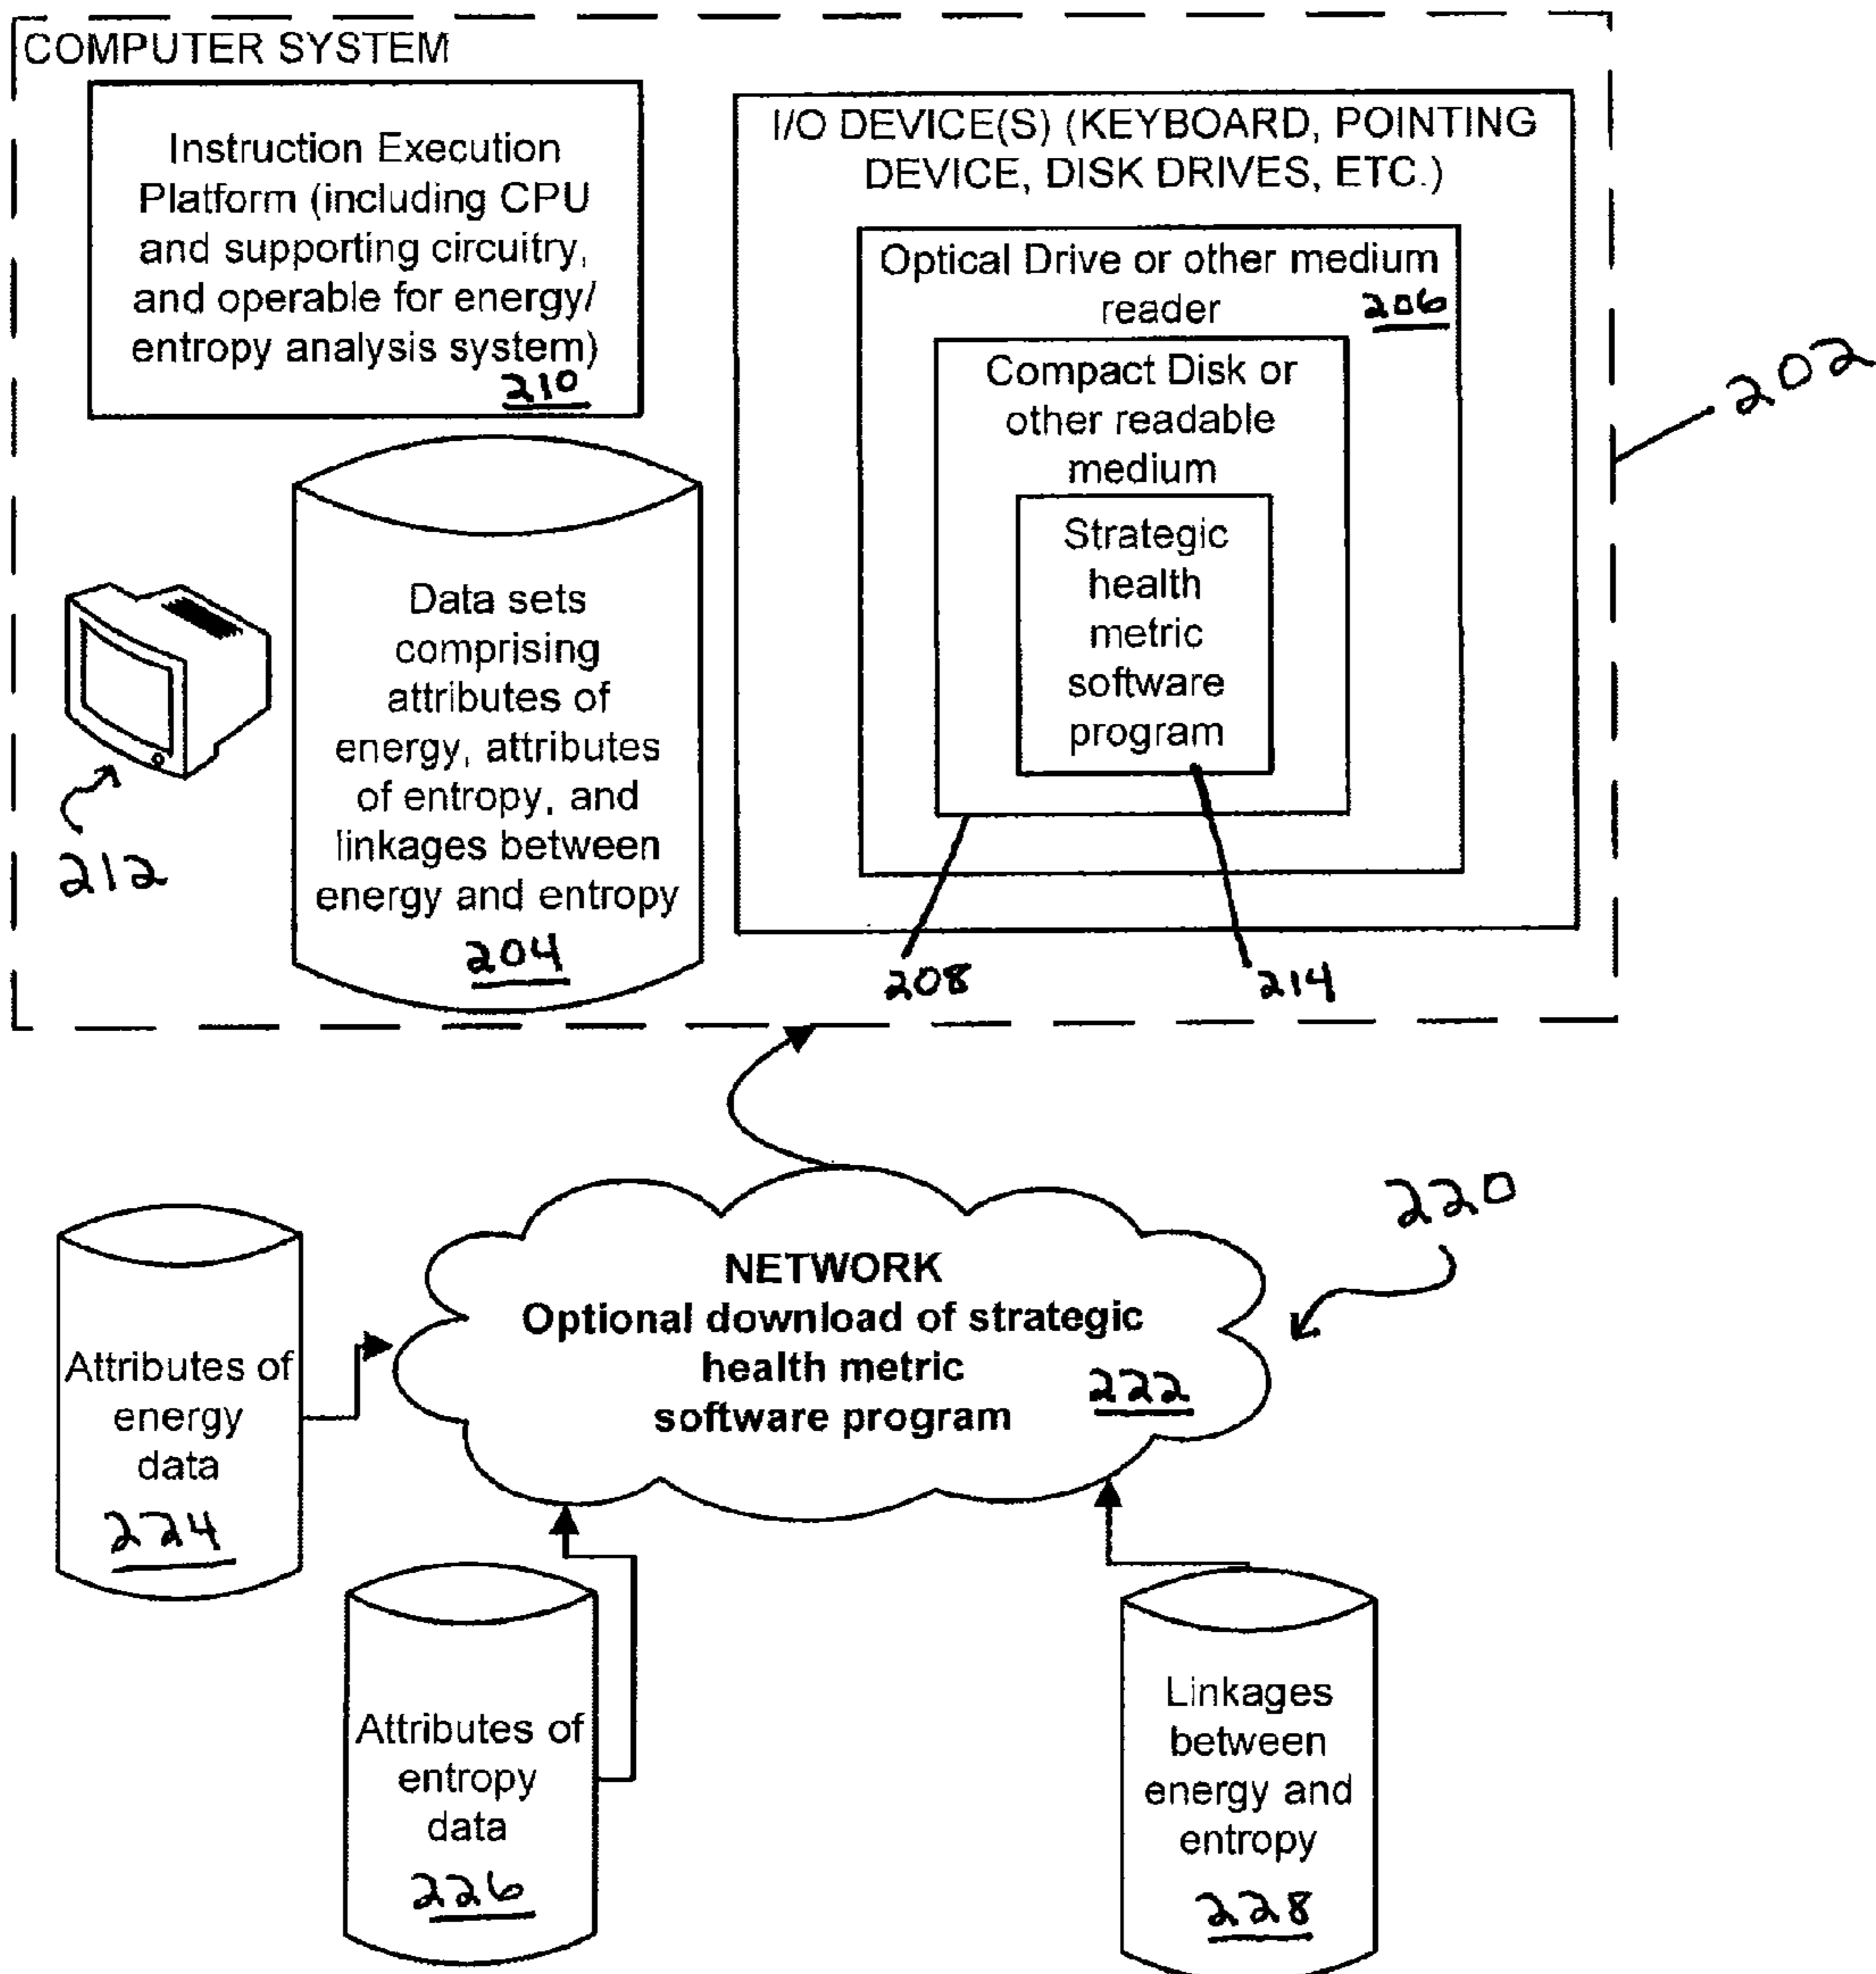 COMPUTER SYSTEM
Instruction Execution
Platform (including CPU
and supporting circuitry,
and operable for energy/
entropy analysis system)
210
I/O DEVICE(S) (KEYBOARD, POINTING
DEVICE, DISK DRIVES, ETC.)
Optical Drive or other medium
reader
206
Compact Disk or
other readable
medium
Strategic
health
metric
software
program
202
Data sets
comprising
attributes of
energy, attributes
of entropy, and
linkages between
energy and entropy
204
212
208
214
220
NETWORK
Optional download of strategic
health metric
software program
222
Attributes of
energy
data
224
Attributes of
entropy
data
226
Linkages
between
energy and
entropy
228